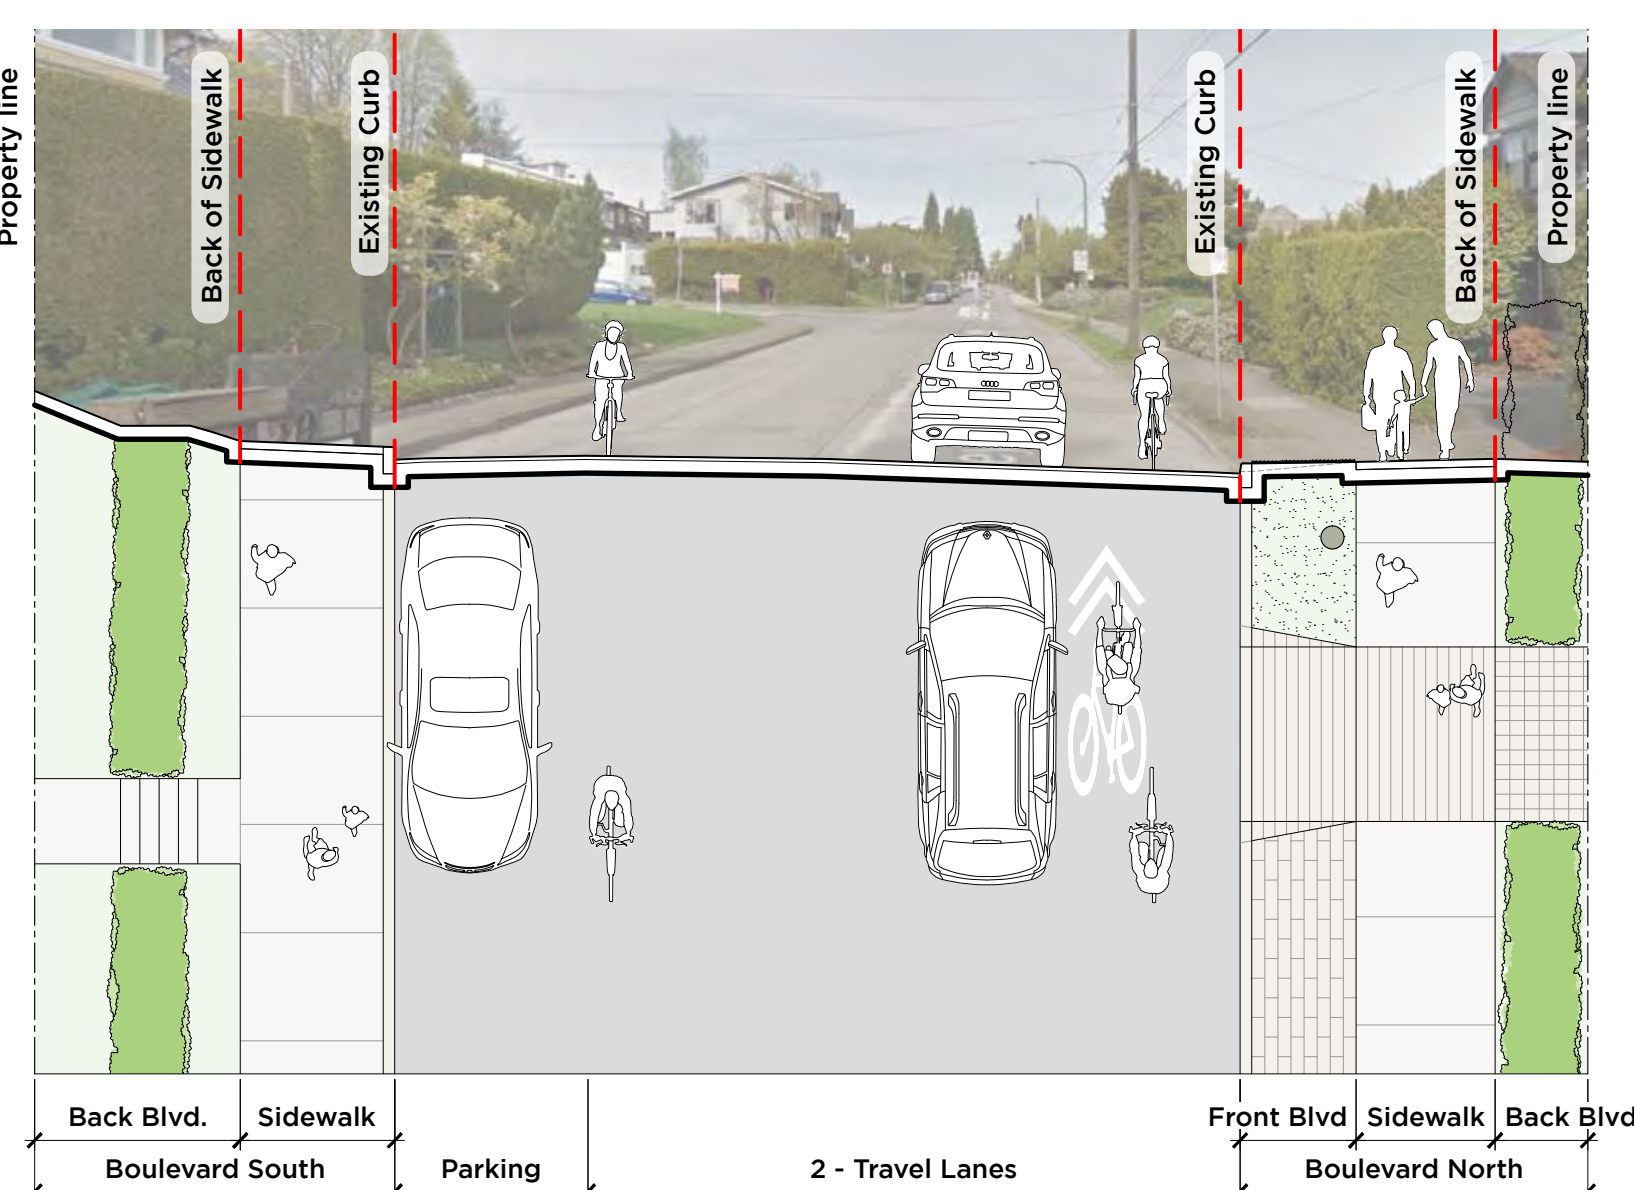 Property line
Back of Sidewalk
Existing Curb
Existing Curb
Back of Sidewalk
Property line
Back Blvd.
Sidewalk
Front Blvd
Sidewalk
Back Blvd
Boulevard South
Parking
2 - Travel Lanes
Boulevard North